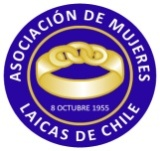 ASOCIACIÓN DE MUJERES
8 OCTUBRE 1955
LAICAS DE CHILE